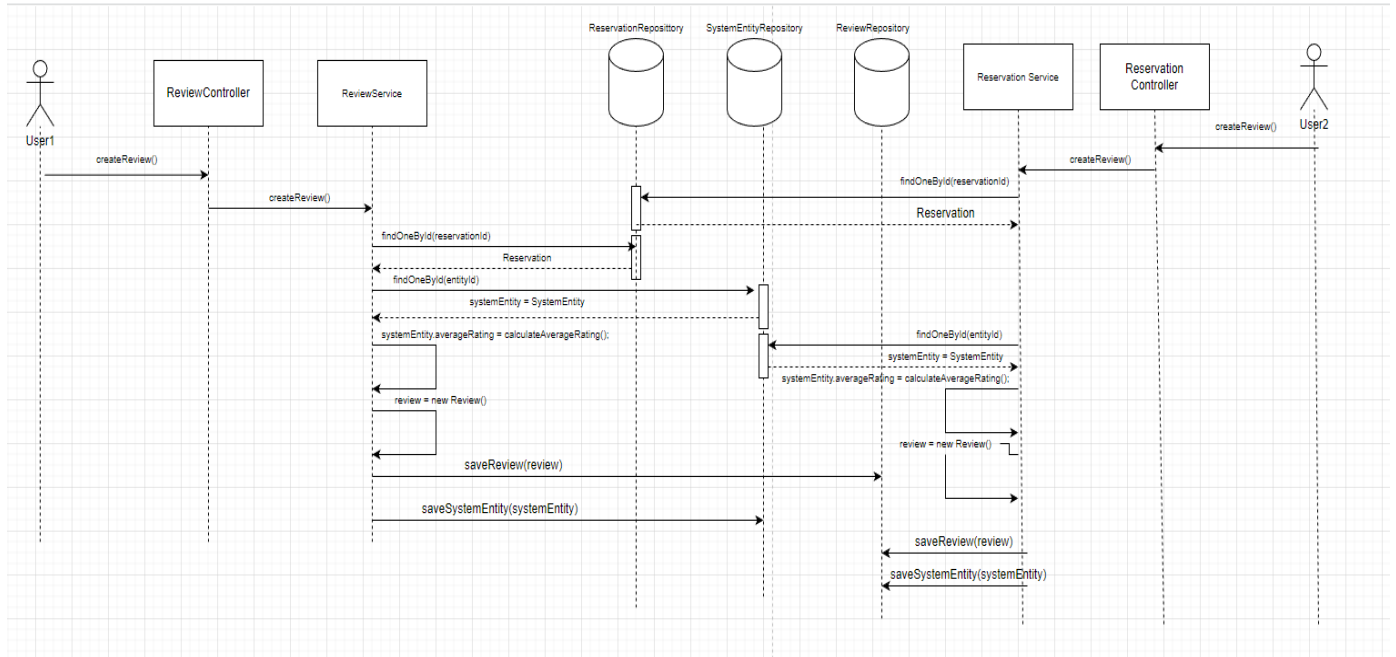 ReservationReposittory
SystemEntityRepository
ReviewRepository
ReviewController
ReviewService
Reservation Service
Reservation
Controller
User1
User2
createReview()
createReview()
createReview()
findOneById(reservationId)
createReview()
Reservation
findOneById(reservationId)
Reservation
findOneById(entityId)
systemEntity = SystemEntity
systemEntity.averageRating = calculateAverageRating();
findOneById(entityId)
systemEntity = SystemEntity
systemEntity.averageRating = calculateAverageRating();
review = new Review()
review = new Review()
saveReview(review)
saveSystemEntity(systemEntity)
saveReview(review)
saveSystemEntity(systemEntity)